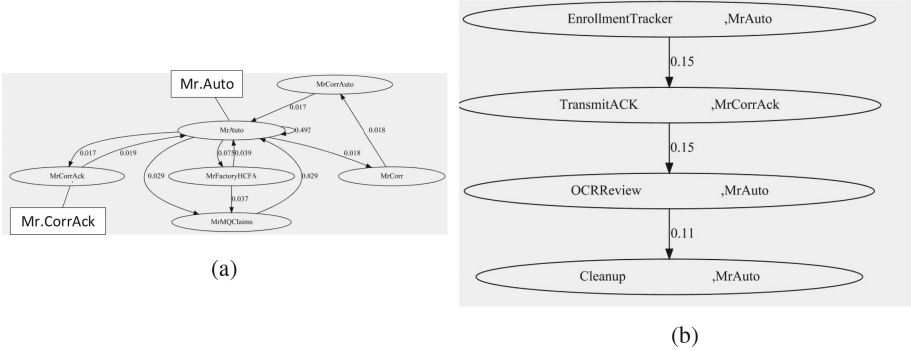 Mr.Auto
MrCorrAuto
0.017
MrAuto
0.492
0.018
0.017
0.019
0.075
0.039
0.018
MrCorrAck
0.029
MrFactoryHCFA
0.029
MrCorr
0.037
Mr.CorrAck
MrMQClaims
(a)
EnrollmentTracker ,MrAuto
0.15
TransmitACK ,MrCorrAck
0.15
OCRReview ,MrAuto
0.11
Cleanup ,MrAuto
(b)